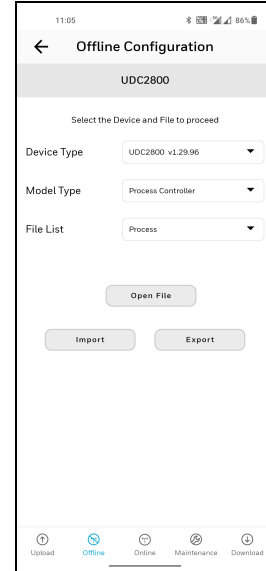 11:05 86%
Offline Configuration
UDC2800
Select the Device and File to proceed
Device Type UDC2800 v1.29.96
Model Type Process Controller
File List Process
Open File
Import Export
Upload Offline Online Maintenance Download